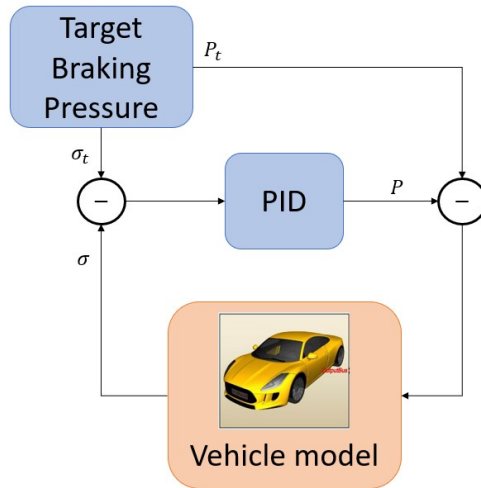 Target
Braking
Pressure
P_t
σ_t
−
PID
P
−
σ
Vehicle model